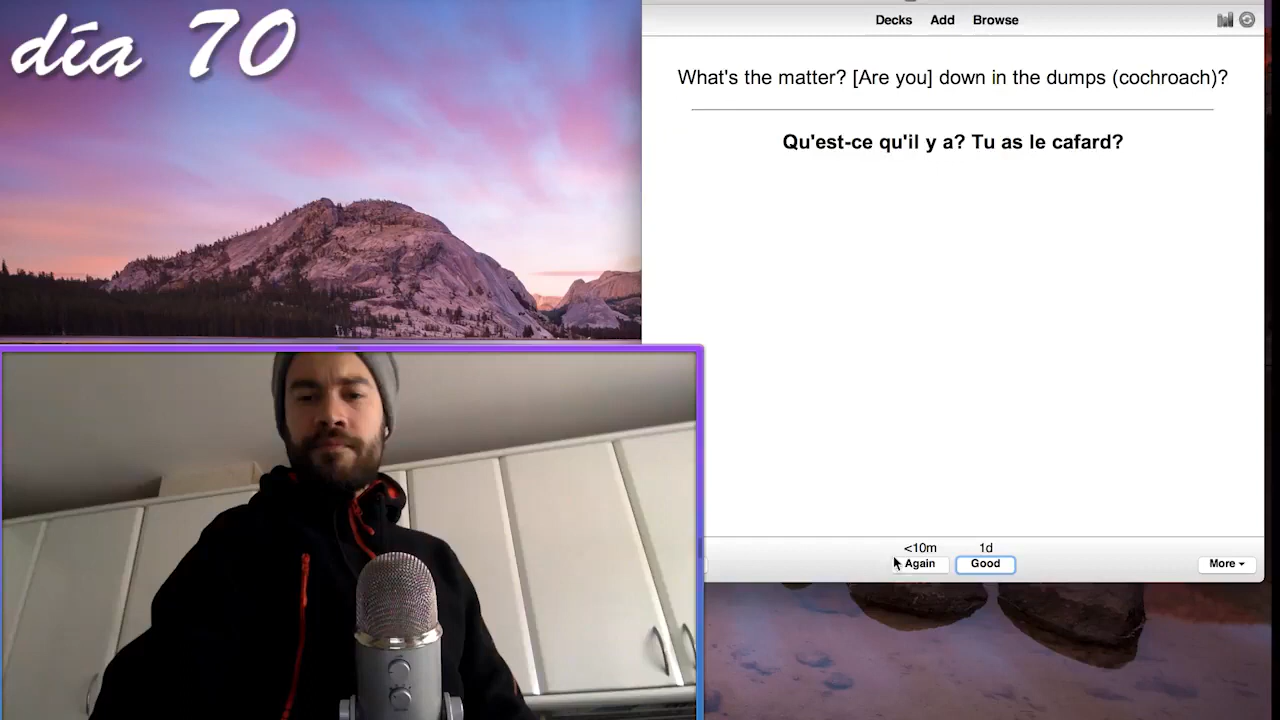 día 70
Decks Add Browse
What's the matter? [Are you] down in the dumps (cochroach)?
Qu'est-ce qu'il y a? Tu as le cafard?
<10m 1d
Again Good More